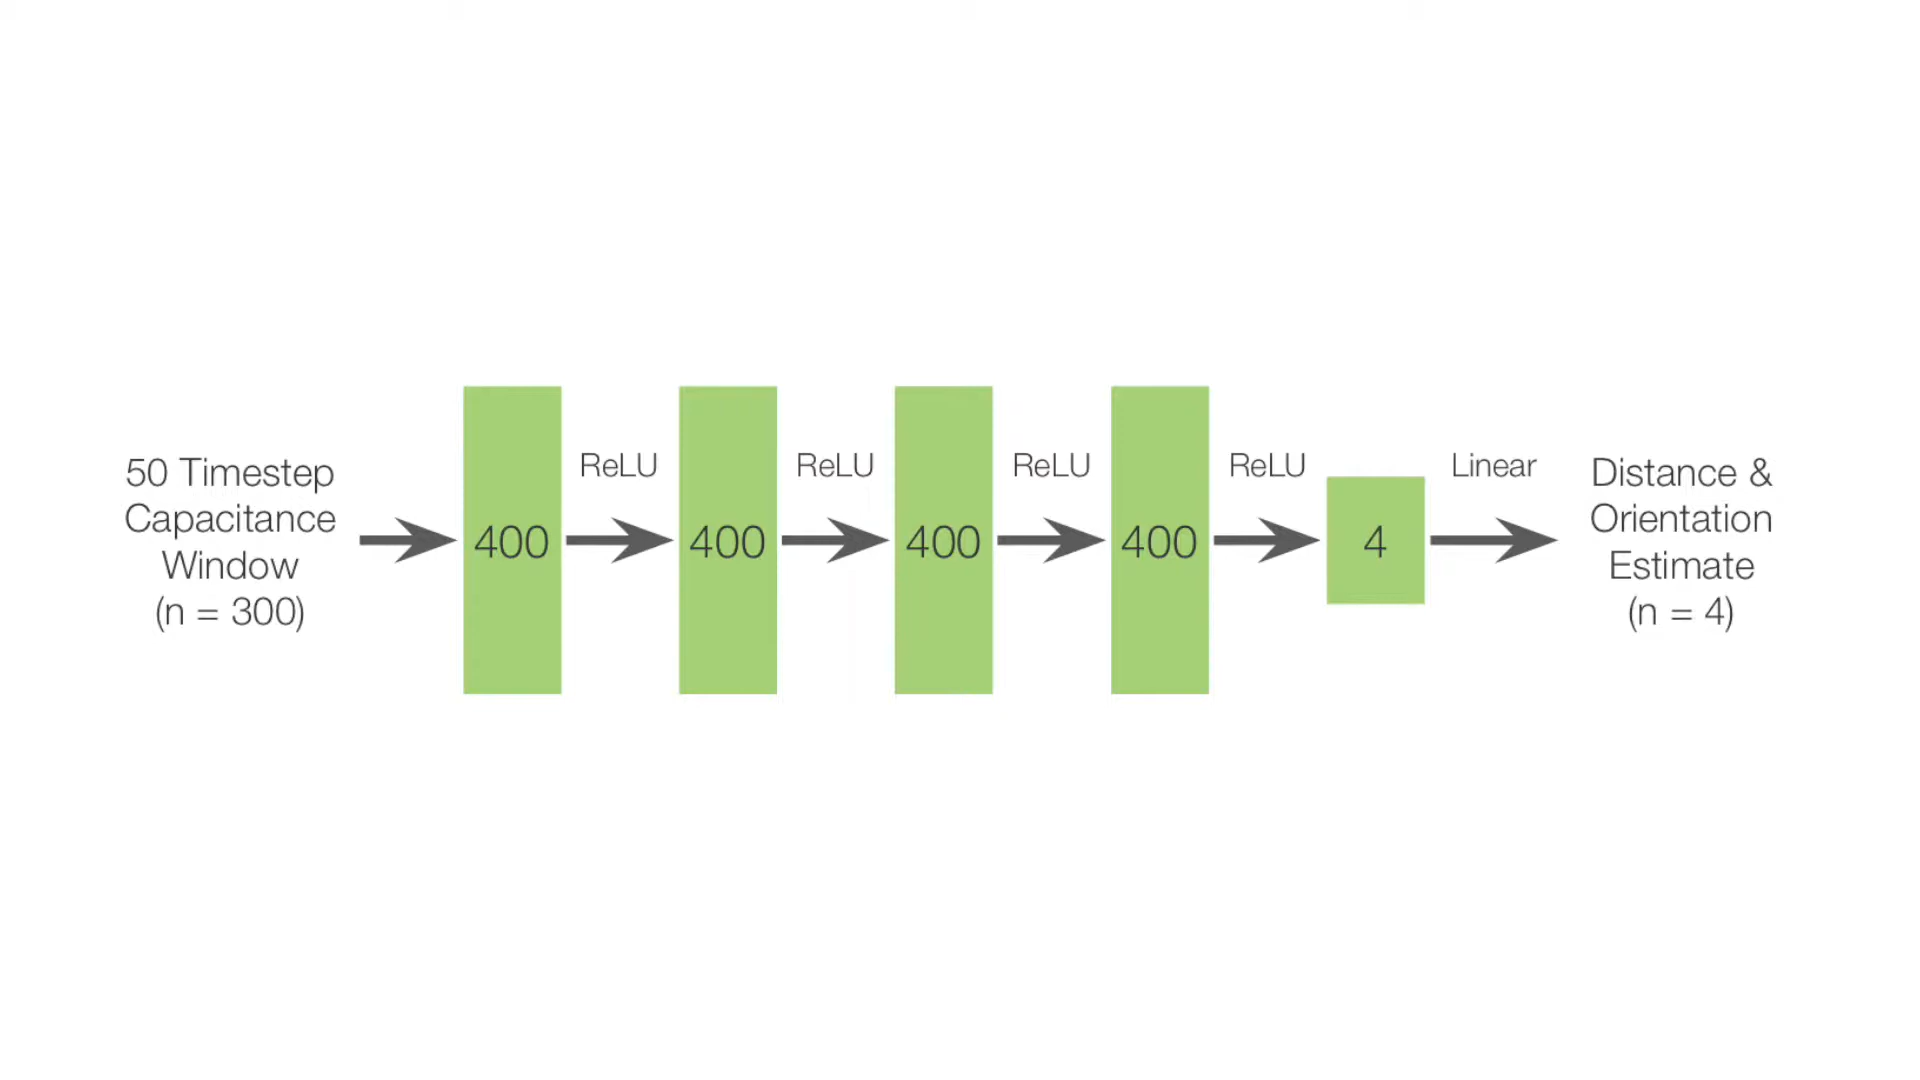 50 Timestep
Capacitance
Window
(n = 300)
400
ReLU
400
ReLU
400
ReLU
400
ReLU
4
Linear
Distance &
Orientation
Estimate
(n = 4)